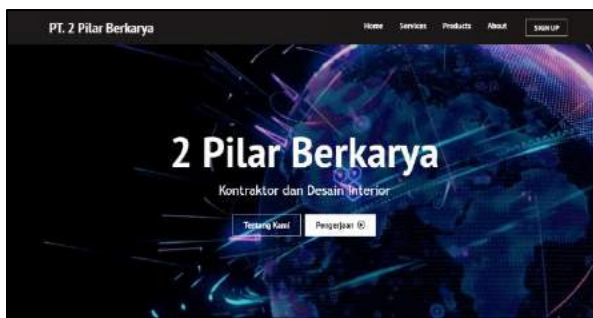 PT. 2 Pilar Berkarya
Home Services Products About SIGN UP
2 Pilar Berkarya
Kontraktor dan Desain Interior
Tentang Kami Pengerjaan